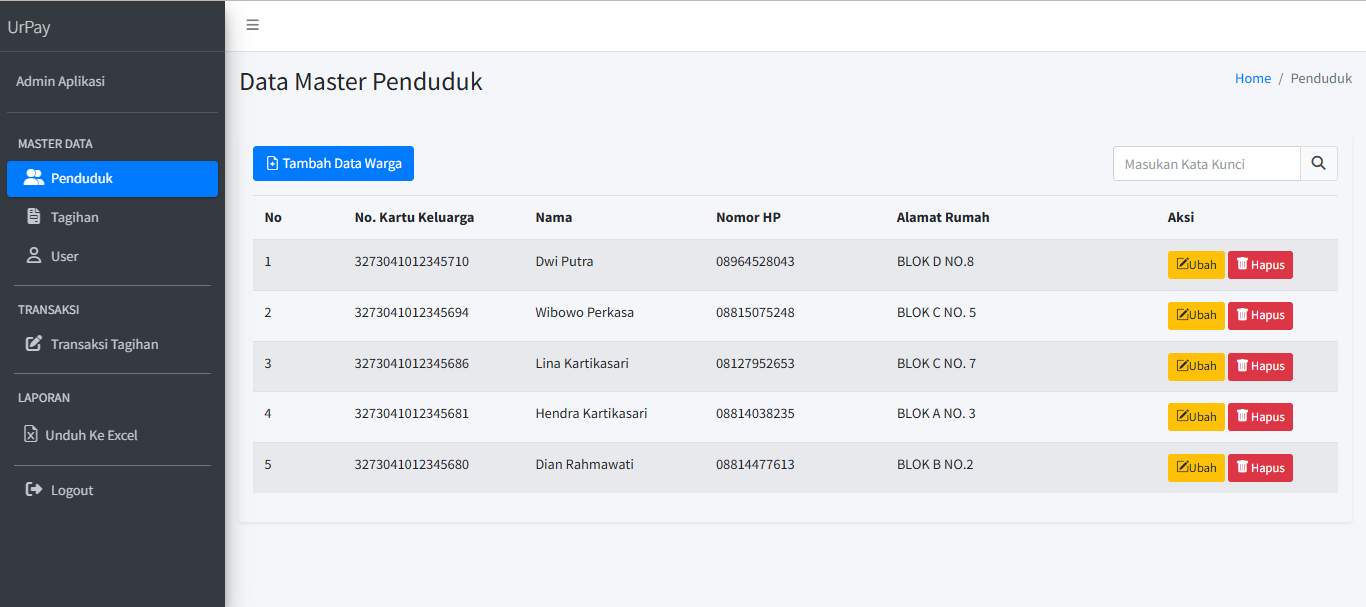 UrPay
Admin Aplikasi
MASTER DATA
Penduduk
Tagihan
User
TRANSAKSI
Transaksi Tagihan
LAPORAN
Unduh Ke Excel
Logout
Data Master Penduduk
Home / Penduduk
Tambah Data Warga
Masukan Kata Kunci
No No. Kartu Keluarga Nama Nomor HP Alamat Rumah Aksi
1 3273041012345710 Dwi Putra 08964528043 BLOK D NO.8 Ubah Hapus
2 3273041012345694 Wibowo Perkasa 08815075248 BLOK C NO. 5 Ubah Hapus
3 3273041012345686 Lina Kartikasari 08127952653 BLOK C NO. 7 Ubah Hapus
4 3273041012345681 Hendra Kartikasari 08814038235 BLOK A NO. 3 Ubah Hapus
5 3273041012345680 Dian Rahmawati 08814477613 BLOK B NO.2 Ubah Hapus